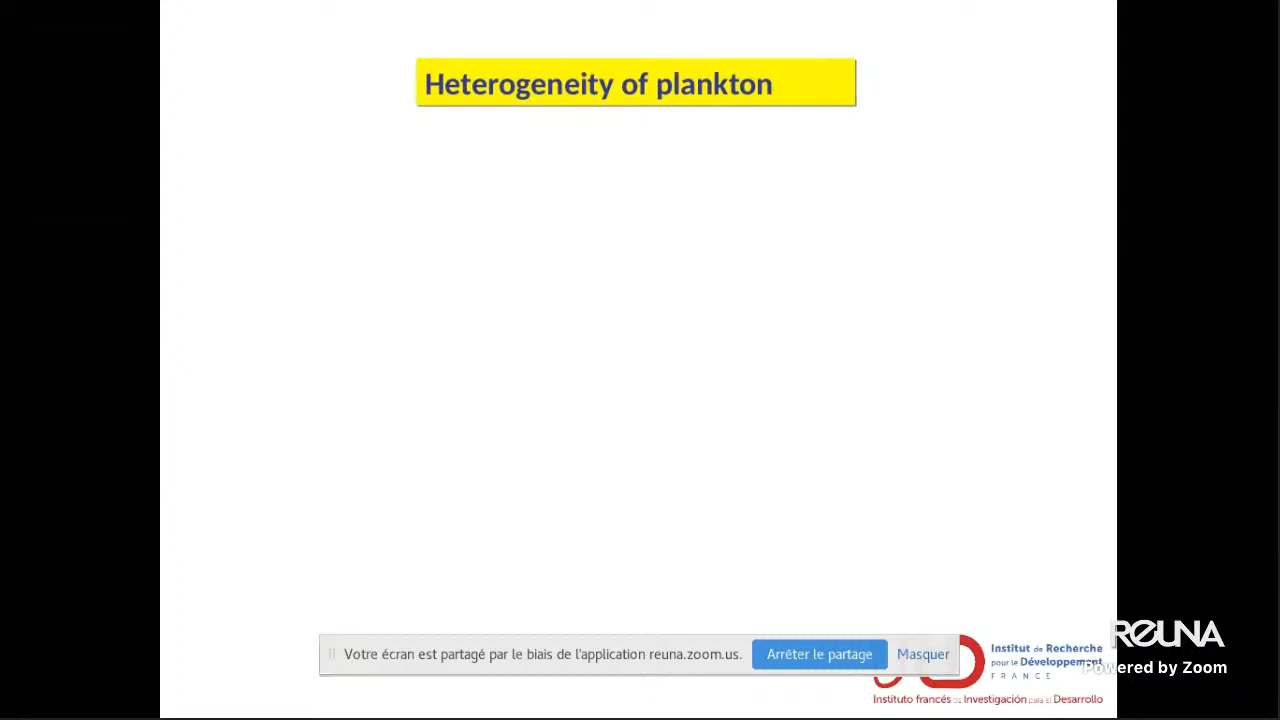 Heterogeneity of plankton
Votre écran est partagé par le biais de l'application reuna.zoom.us.
Arrêter le partage
Masquer
Institut de Recherche
pour le Développement
FRANCE
Instituto francés de Investigación para el Desarrollo
REUNA
Powered by Zoom